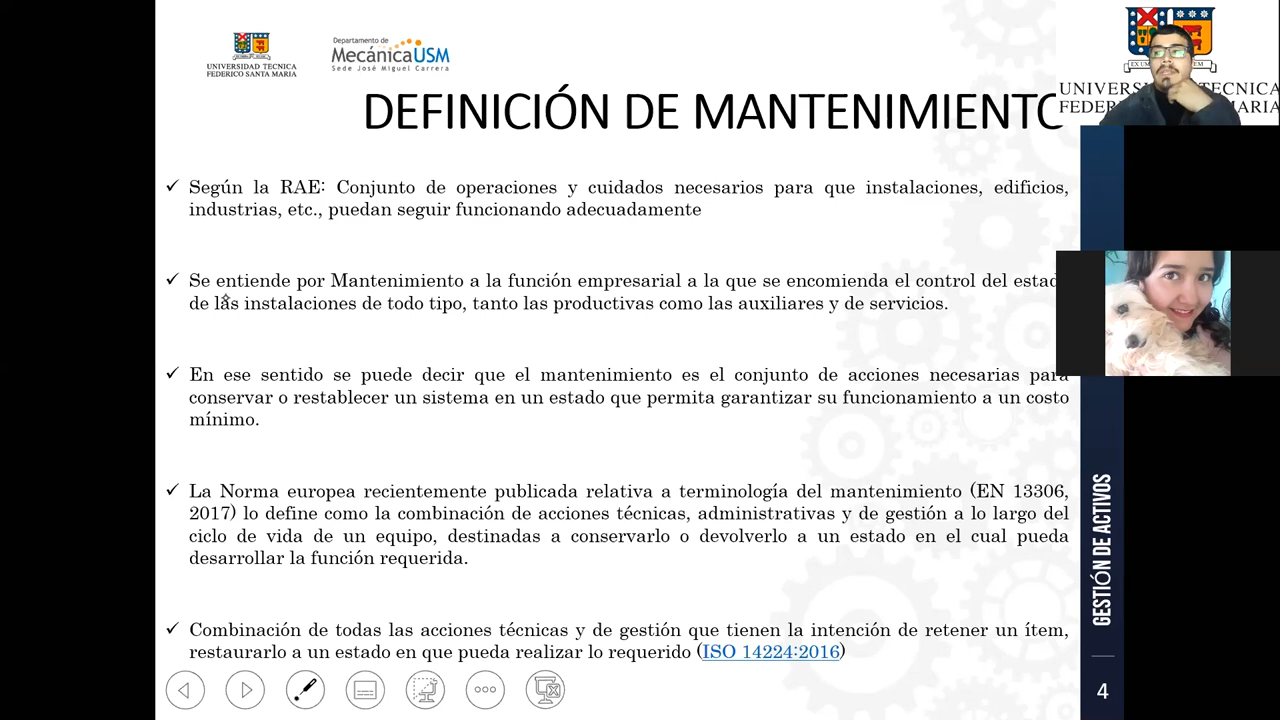 UNIVERSIDAD TECNICA
FEDERICO SANTA MARIA
Departamento de
MecánicaUSM
Sede José Miguel Carrera
DEFINICIÓN DE MANTENIMIENTO
Según la RAE: Conjunto de operaciones y cuidados necesarios para que instalaciones, edificios,
industrias, etc., puedan seguir funcionando adecuadamente
Se entiende por Mantenimiento a la función empresarial a la que se encomienda el control del estado
de las instalaciones de todo tipo, tanto las productivas como las auxiliares y de servicios.
En ese sentido se puede decir que el mantenimiento es el conjunto de acciones necesarias para
conservar o restablecer un sistema en un estado que permita garantizar su funcionamiento a un costo
mínimo.
La Norma europea recientemente publicada relativa a terminología del mantenimiento (EN 13306,
2017) lo define como la combinación de acciones técnicas, administrativas y de gestión a lo largo del
ciclo de vida de un equipo, destinadas a conservarlo o devolverlo a un estado en el cual pueda
desarrollar la función requerida.
Combinación de todas las acciones técnicas y de gestión que tienen la intención de retener un ítem,
restaurarlo a un estado en que pueda realizar lo requerido (ISO 14224:2016)
GESTIÓN DE ACTIVOS
4